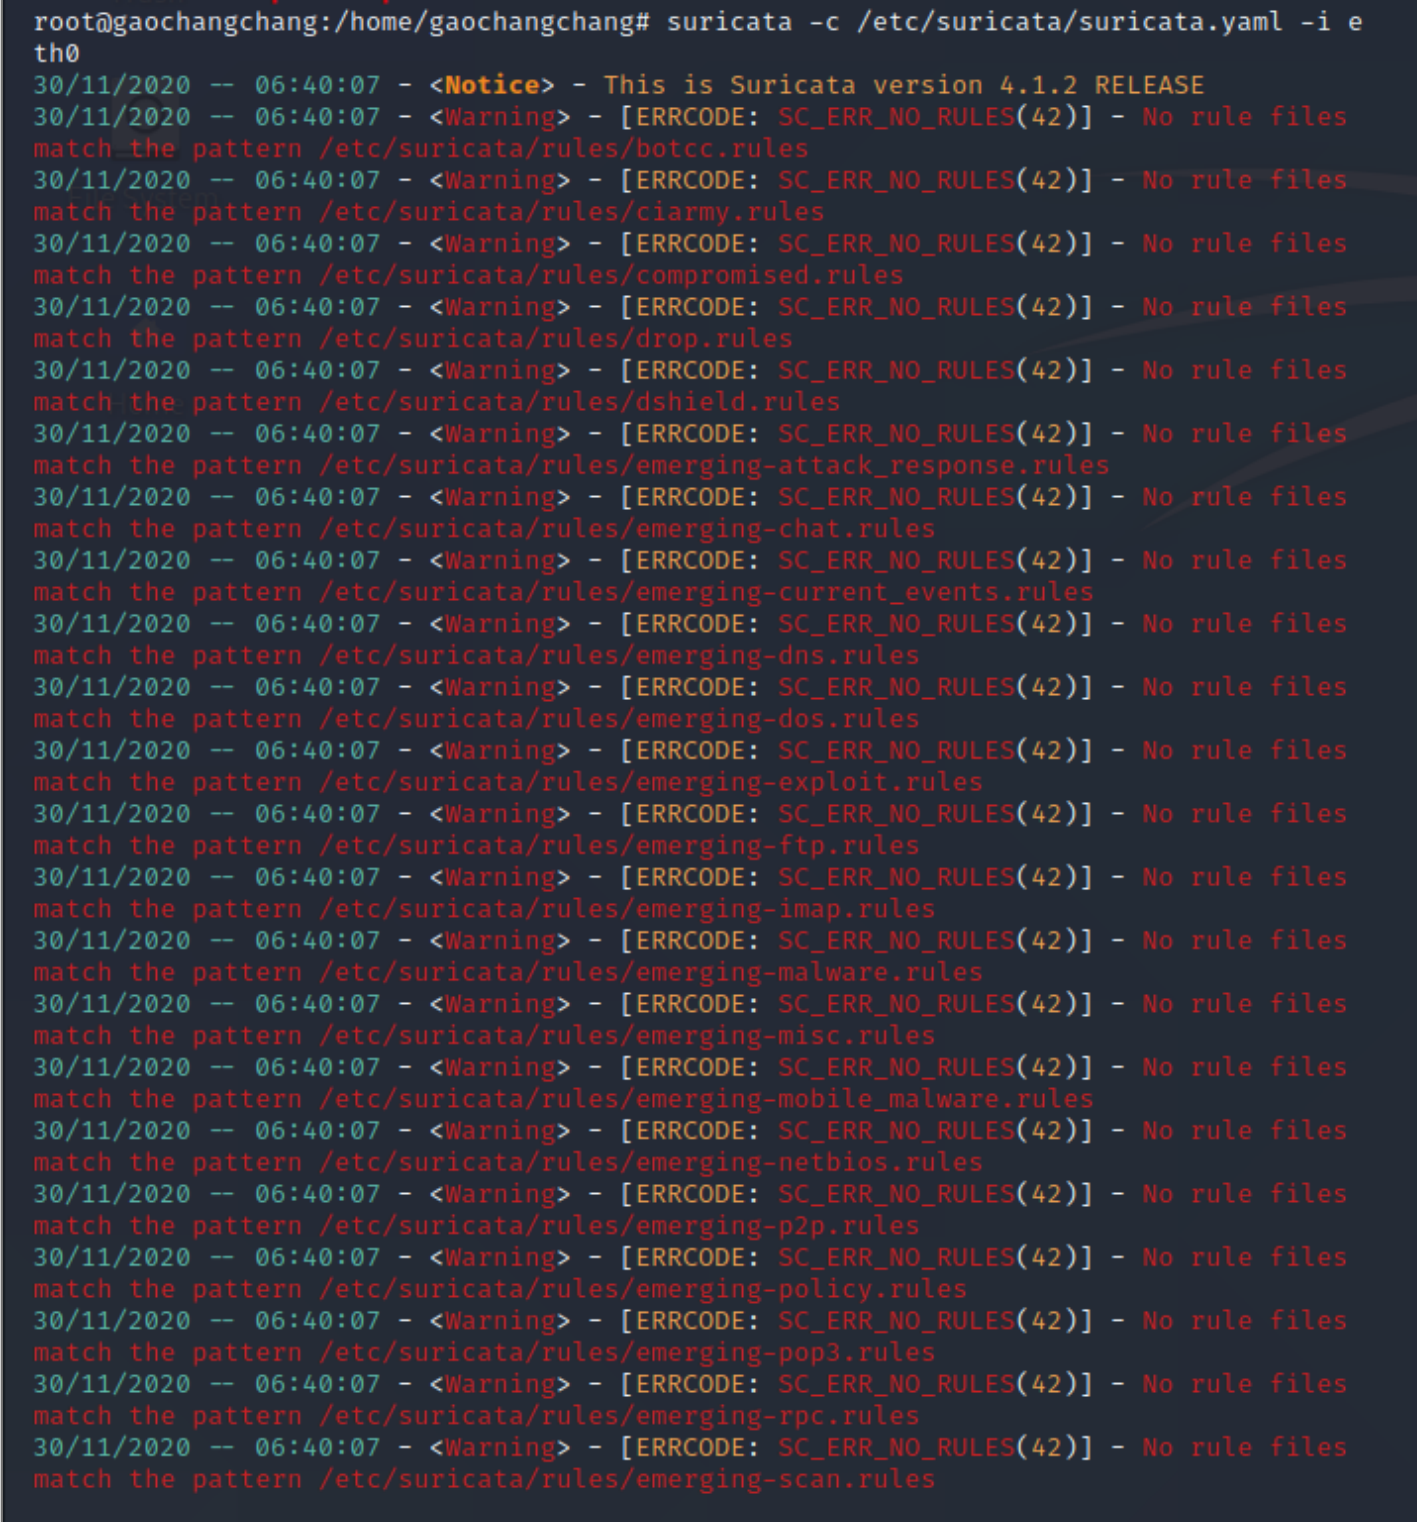 root@gaochangchang:/home/gaochangchang# suricata -c /etc/suricata/suricata.yaml -i e
th0
30/11/2020 -- 06:40:07 - <Notice> - This is Suricata version 4.1.2 RELEASE
30/11/2020 -- 06:40:07 - <Warning> - [ERRCODE: SC_ERR_NO_RULES(42)] - No rule files
match the pattern /etc/suricata/rules/botcc.rules
30/11/2020 -- 06:40:07 - <Warning> - [ERRCODE: SC_ERR_NO_RULES(42)] - No rule files
match the pattern /etc/suricata/rules/ciarmy.rules
30/11/2020 -- 06:40:07 - <Warning> - [ERRCODE: SC_ERR_NO_RULES(42)] - No rule files
match the pattern /etc/suricata/rules/compromised.rules
30/11/2020 -- 06:40:07 - <Warning> - [ERRCODE: SC_ERR_NO_RULES(42)] - No rule files
match the pattern /etc/suricata/rules/drop.rules
30/11/2020 -- 06:40:07 - <Warning> - [ERRCODE: SC_ERR_NO_RULES(42)] - No rule files
match the pattern /etc/suricata/rules/dshield.rules
30/11/2020 -- 06:40:07 - <Warning> - [ERRCODE: SC_ERR_NO_RULES(42)] - No rule files
match the pattern /etc/suricata/rules/emerging-attack_response.rules
30/11/2020 -- 06:40:07 - <Warning> - [ERRCODE: SC_ERR_NO_RULES(42)] - No rule files
match the pattern /etc/suricata/rules/emerging-chat.rules
30/11/2020 -- 06:40:07 - <Warning> - [ERRCODE: SC_ERR_NO_RULES(42)] - No rule files
match the pattern /etc/suricata/rules/emerging-current_events.rules
30/11/2020 -- 06:40:07 - <Warning> - [ERRCODE: SC_ERR_NO_RULES(42)] - No rule files
match the pattern /etc/suricata/rules/emerging-dns.rules
30/11/2020 -- 06:40:07 - <Warning> - [ERRCODE: SC_ERR_NO_RULES(42)] - No rule files
match the pattern /etc/suricata/rules/emerging-dos.rules
30/11/2020 -- 06:40:07 - <Warning> - [ERRCODE: SC_ERR_NO_RULES(42)] - No rule files
match the pattern /etc/suricata/rules/emerging-exploit.rules
30/11/2020 -- 06:40:07 - <Warning> - [ERRCODE: SC_ERR_NO_RULES(42)] - No rule files
match the pattern /etc/suricata/rules/emerging-ftp.rules
30/11/2020 -- 06:40:07 - <Warning> - [ERRCODE: SC_ERR_NO_RULES(42)] - No rule files
match the pattern /etc/suricata/rules/emerging-imap.rules
30/11/2020 -- 06:40:07 - <Warning> - [ERRCODE: SC_ERR_NO_RULES(42)] - No rule files
match the pattern /etc/suricata/rules/emerging-malware.rules
30/11/2020 -- 06:40:07 - <Warning> - [ERRCODE: SC_ERR_NO_RULES(42)] - No rule files
match the pattern /etc/suricata/rules/emerging-misc.rules
30/11/2020 -- 06:40:07 - <Warning> - [ERRCODE: SC_ERR_NO_RULES(42)] - No rule files
match the pattern /etc/suricata/rules/emerging-mobile_malware.rules
30/11/2020 -- 06:40:07 - <Warning> - [ERRCODE: SC_ERR_NO_RULES(42)] - No rule files
match the pattern /etc/suricata/rules/emerging-netbios.rules
30/11/2020 -- 06:40:07 - <Warning> - [ERRCODE: SC_ERR_NO_RULES(42)] - No rule files
match the pattern /etc/suricata/rules/emerging-p2p.rules
30/11/2020 -- 06:40:07 - <Warning> - [ERRCODE: SC_ERR_NO_RULES(42)] - No rule files
match the pattern /etc/suricata/rules/emerging-policy.rules
30/11/2020 -- 06:40:07 - <Warning> - [ERRCODE: SC_ERR_NO_RULES(42)] - No rule files
match the pattern /etc/suricata/rules/emerging-pop3.rules
30/11/2020 -- 06:40:07 - <Warning> - [ERRCODE: SC_ERR_NO_RULES(42)] - No rule files
match the pattern /etc/suricata/rules/emerging-rpc.rules
30/11/2020 -- 06:40:07 - <Warning> - [ERRCODE: SC_ERR_NO_RULES(42)] - No rule files
match the pattern /etc/suricata/rules/emerging-scan.rules